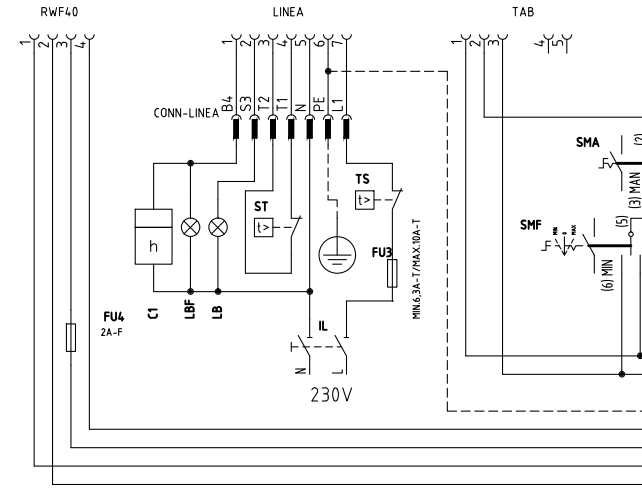 RWF40
LINEA
TAB
1
2
3
4
1
2
3
4
5
6
7
1
2
3
4
5
CONN-LINEA
B4
S3
T2
T1
N
PE
L1
SMA
(2)
(3) MAN
ST
t>
TS
t>
SMF
MIN
0
MAX
(5)
(6) MIN
h
FU3
MIN.6,3A-T/MAX.10A-T
FU4
2A-F
C1
LBF
LB
IL
N
L
230V